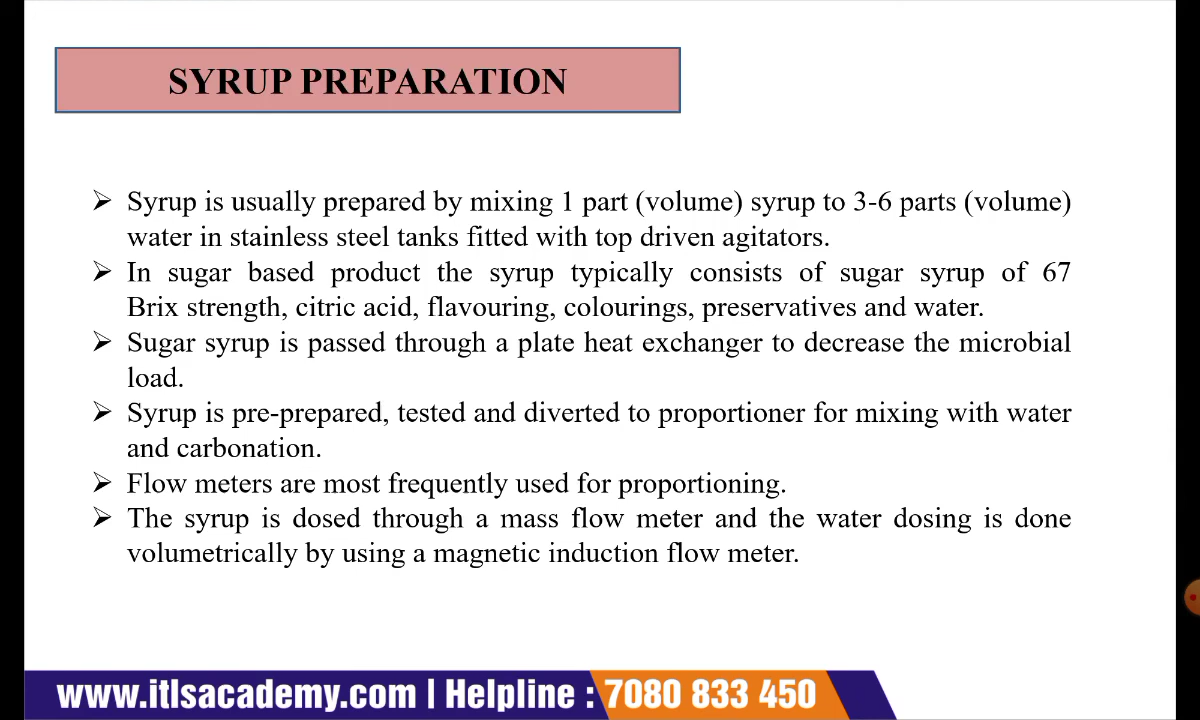 SYRUP PREPARATION
➢ Syrup is usually prepared by mixing 1 part (volume) syrup to 3-6 parts (volume)
water in stainless steel tanks fitted with top driven agitators.
➢ In sugar based product the syrup typically consists of sugar syrup of 67
Brix strength, citric acid, flavouring, colourings, preservatives and water.
➢ Sugar syrup is passed through a plate heat exchanger to decrease the microbial
load.
➢ Syrup is pre-prepared, tested and diverted to proportioner for mixing with water
and carbonation.
➢ Flow meters are most frequently used for proportioning.
➢ The syrup is dosed through a mass flow meter and the water dosing is done
volumetrically by using a magnetic induction flow meter.
www.itlsacademy.com | Helpline : 7080 833 450